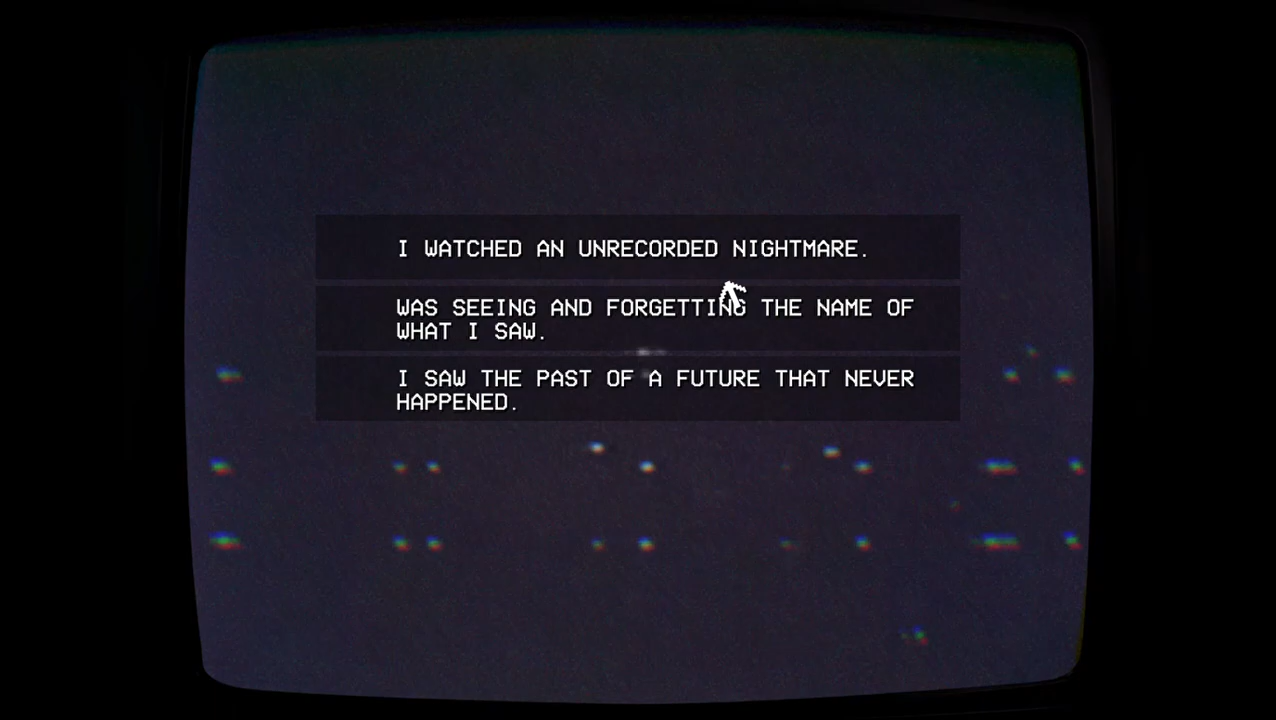 I WATCHED AN UNRECORDED NIGHTMARE.
WAS SEEING AND FORGETTING THE NAME OF
WHAT I SAW.
I SAW THE PAST OF A FUTURE THAT NEVER
HAPPENED.